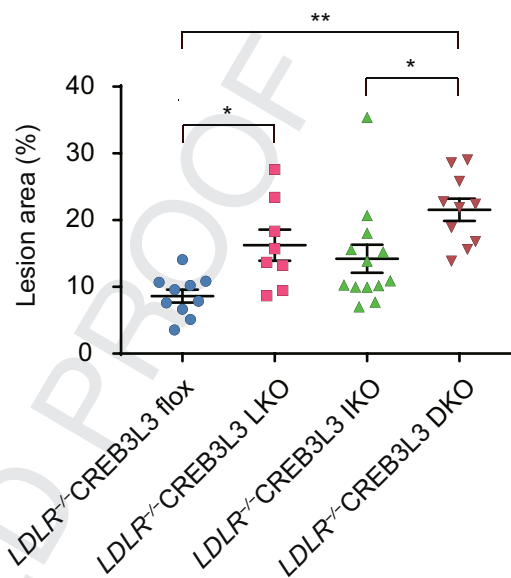 **
*
*
Lesion area (%)
40
30
20
10
0
LDLR⁻/⁻CREB3L3 flox
LDLR⁻/⁻CREB3L3 LKO
LDLR⁻/⁻CREB3L3 IKO
LDLR⁻/⁻CREB3L3 DKO
D PROOF